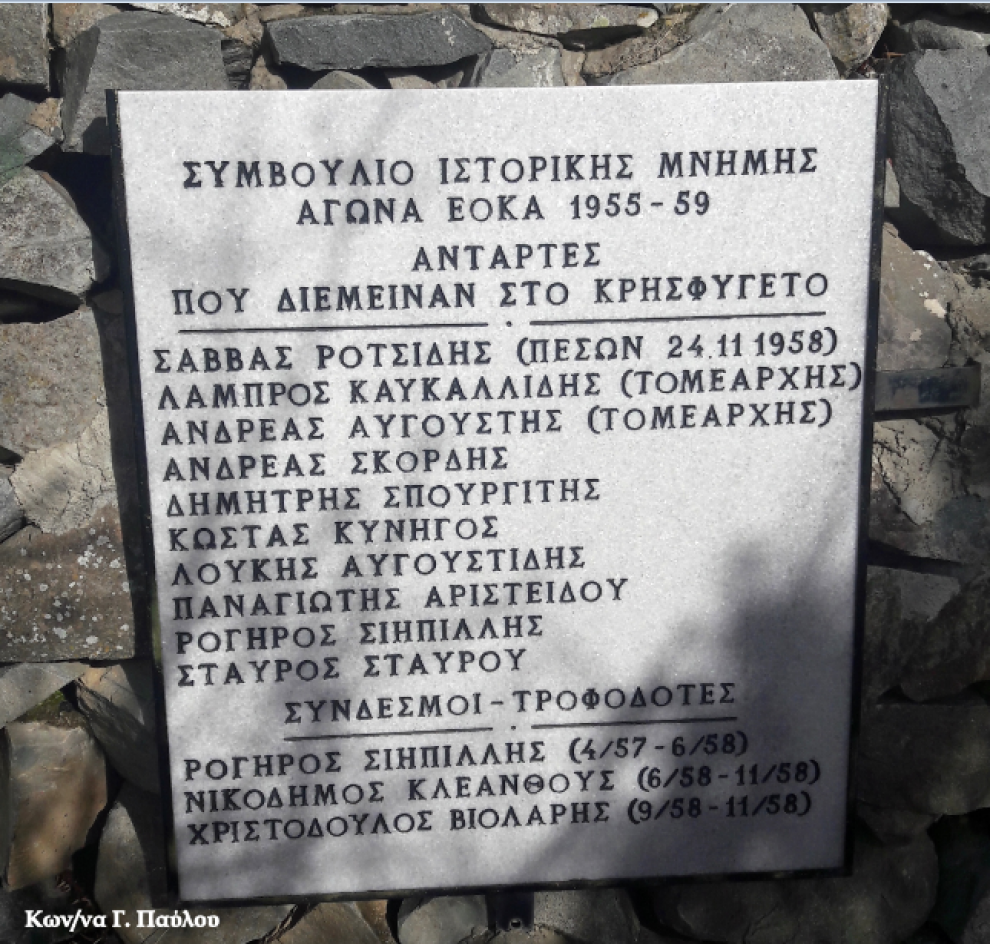 ΣΥΜΒΟΥΛΙΟ ΙΣΤΟΡΙΚΗΣ ΜΝΗΜΗΣ
ΑΓΩΝΑ ΕΟΚΑ 1955-59
ΑΝΤΑΡΤΕΣ
ΠΟΥ ΔΙΕΜΕΙΝΑΝ ΣΤΟ ΚΡΗΣΦΥΓΕΤΟ
ΣΑΒΒΑΣ ΡΟΤΣΙΔΗΣ (ΠΕΣΩΝ 24.11 1958)
ΛΑΜΠΡΟΣ ΚΑΥΚΑΛΛΙΔΗΣ (ΤΟΜΕΑΡΧΗΣ)
ΑΝΔΡΕΑΣ ΑΥΓΟΥΣΤΗΣ (ΤΟΜΕΑΡΧΗΣ)
ΑΝΔΡΕΑΣ ΣΚΟΡΔΗΣ
ΔΗΜΗΤΡΗΣ ΣΠΟΥΡΓΙΤΗΣ
ΚΩΣΤΑΣ ΚΥΝΗΓΟΣ
ΛΟΥΚΗΣ ΑΥΓΟΥΣΤΙΔΗΣ
ΠΑΝΑΓΙΩΤΗΣ ΑΡΙΣΤΕΙΔΟΥ
ΡΟΓΗΡΟΣ ΣΙΗΠΙΛΛΗΣ
ΣΤΑΥΡΟΣ ΣΤΑΥΡΟΥ
ΣΥΝΔΕΣΜΟΙ-ΤΡΟΦΟΔΟΤΕΣ
ΡΟΓΗΡΟΣ ΣΙΗΠΙΛΛΗΣ (4/57-6/58)
ΝΙΚΟΔΗΜΟΣ ΚΛΕΑΝΘΟΥΣ (6/58-11/58)
ΧΡΙΣΤΟΔΟΥΛΟΣ ΒΙΟΛΑΡΗΣ (9/58-11/58)
Κων/να Γ. Παύλου